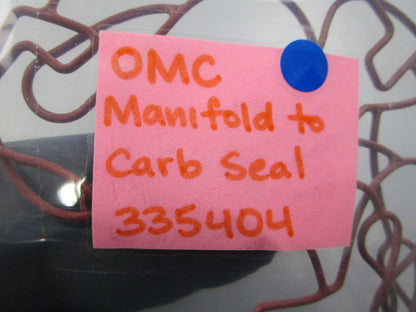 OMC
Manifold to
Carb Seal
335404